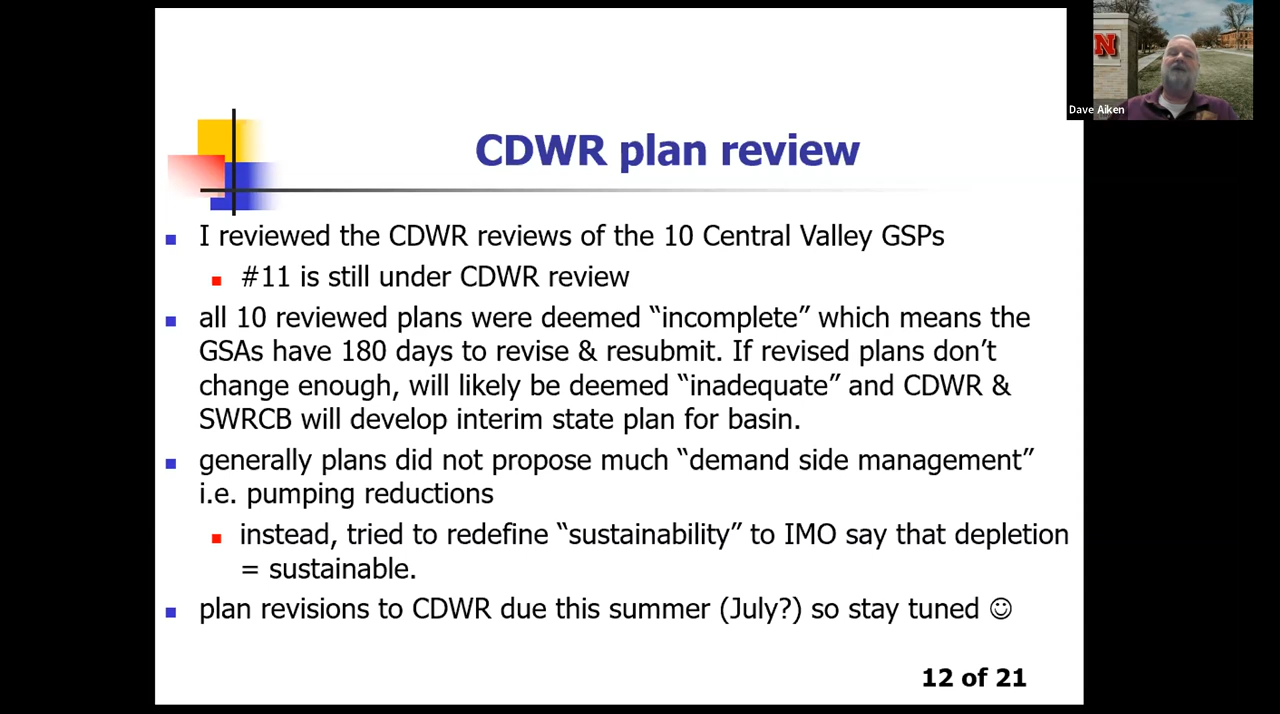 N
Dave Aiken
CDWR plan review
I reviewed the CDWR reviews of the 10 Central Valley GSPs
#11 is still under CDWR review
all 10 reviewed plans were deemed “incomplete” which means the
GSAs have 180 days to revise & resubmit. If revised plans don’t
change enough, will likely be deemed “inadequate” and CDWR &
SWRCB will develop interim state plan for basin.
generally plans did not propose much “demand side management”
i.e. pumping reductions
instead, tried to redefine “sustainability” to IMO say that depletion
= sustainable.
plan revisions to CDWR due this summer (July?) so stay tuned ☺
12 of 21